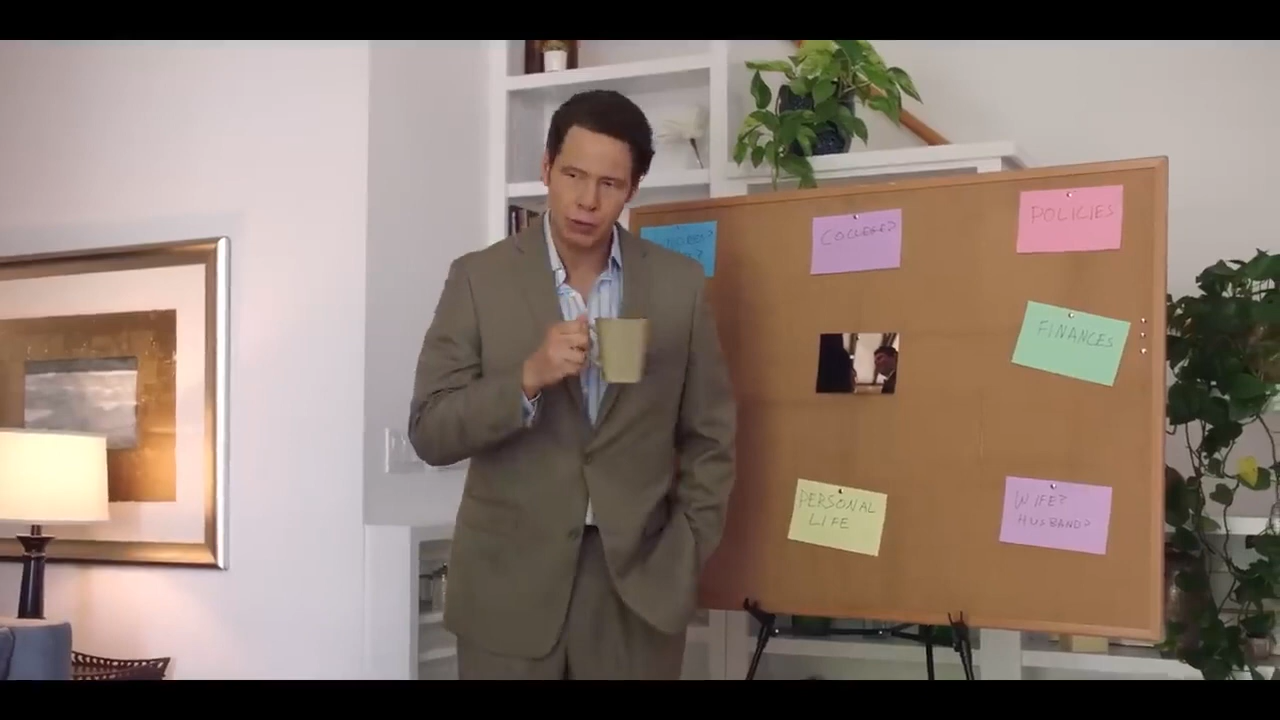 COLLEGE?
POLICIES
FINANCES
PERSONAL
LIFE
WIFE?
HUSBAND?